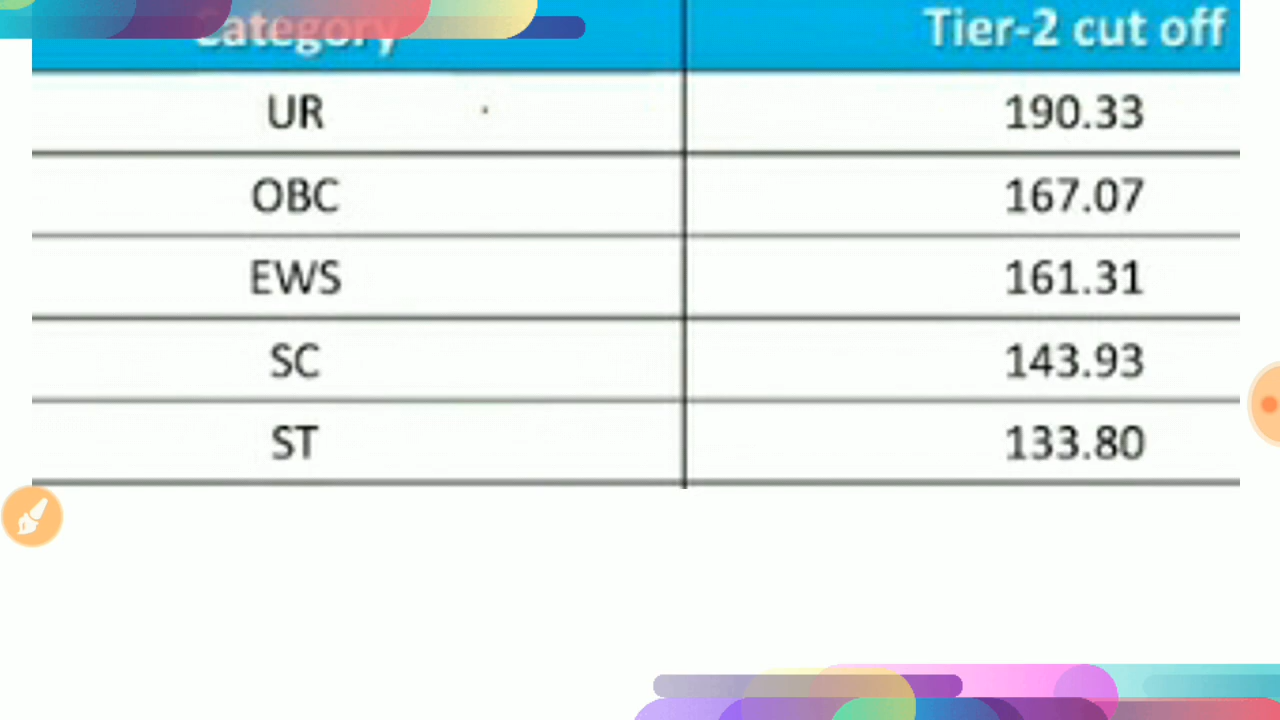 Category Tier-2 cut off
UR 190.33
OBC 167.07
EWS 161.31
SC 143.93
ST 133.80